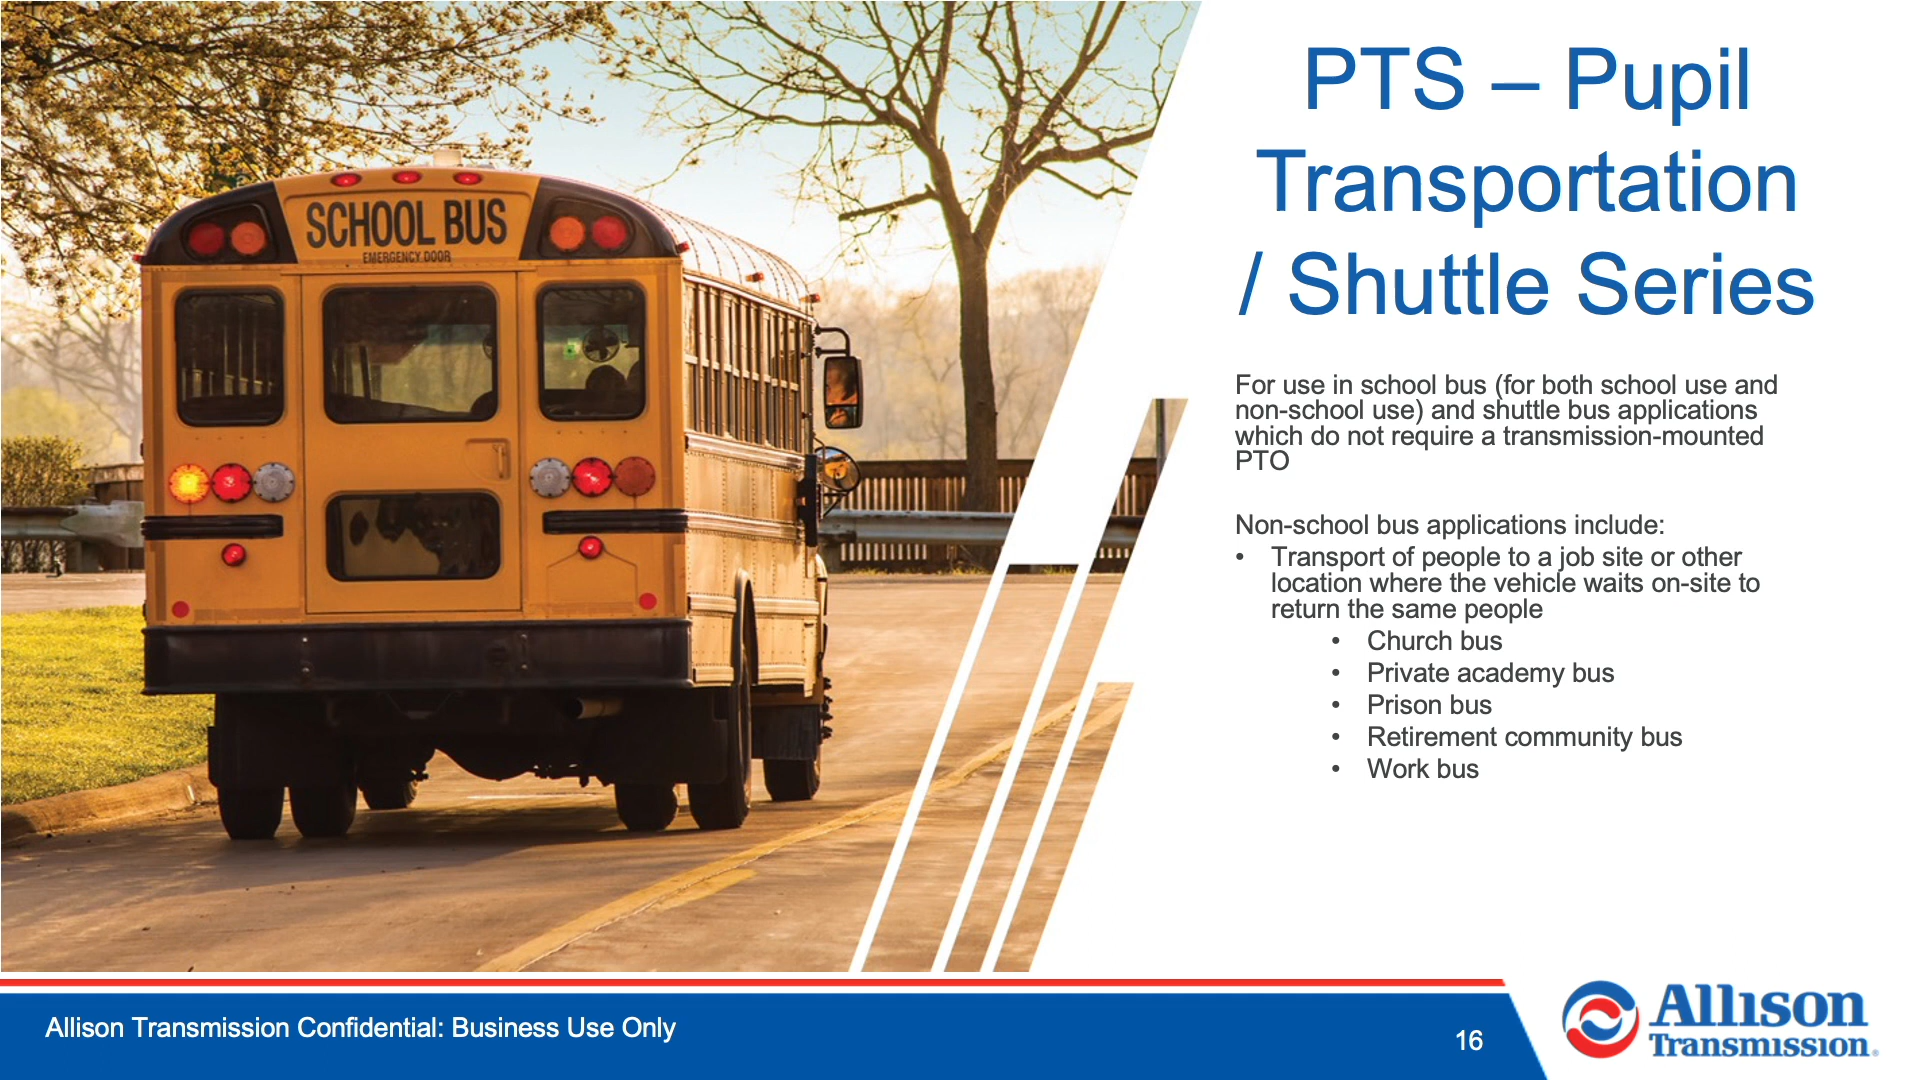 SCHOOL BUS
EMERGENCY DOOR
PTS – Pupil
Transportation
/ Shuttle Series
For use in school bus (for both school use and
non-school use) and shuttle bus applications
which do not require a transmission-mounted
PTO
Non-school bus applications include:
• Transport of people to a job site or other
location where the vehicle waits on-site to
return the same people
• Church bus
• Private academy bus
• Prison bus
• Retirement community bus
• Work bus
Allison Transmission Confidential: Business Use Only
16
Allison
Transmission®